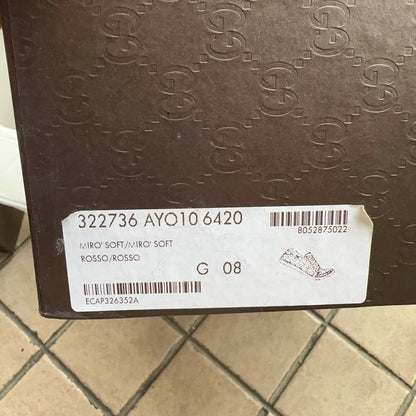 322736 AYO10 6420
8052875022
MIRO' SOFT/MIRO' SOFT
ROSSO/ROSSO
G 08
ECAP326352A